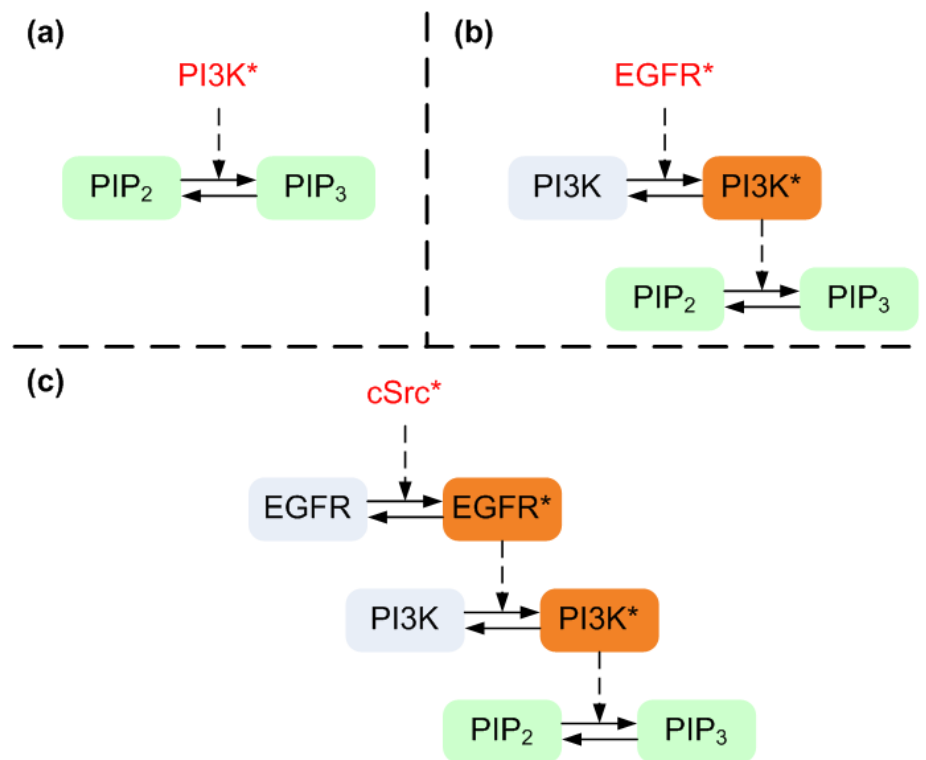 (a)
PI3K*
PIP₂ PIP₃
(b)
EGFR*
PI3K PI3K*
PIP₂ PIP₃
(c)
cSrc*
EGFR EGFR*
PI3K PI3K*
PIP₂ PIP₃